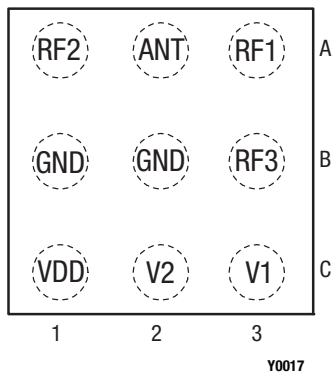 RF2 ANT RF1 A
GND GND RF3 B
VDD V2 V1 C
1 2 3
Y0017